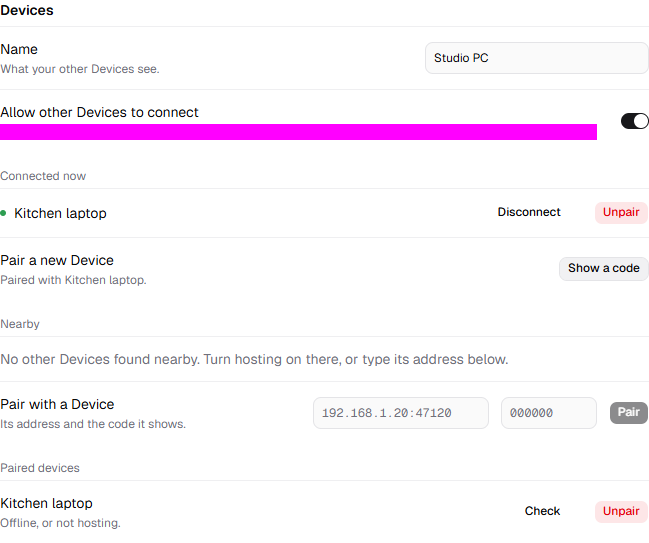 Devices
Name
What your other Devices see.
Studio PC
Allow other Devices to connect
Connected now
Kitchen laptop
Disconnect
Unpair
Pair a new Device
Paired with Kitchen laptop.
Show a code
Nearby
No other Devices found nearby. Turn hosting on there, or type its address below.
Pair with a Device
Its address and the code it shows.
192.168.1.20:47120
000000
Pair
Paired devices
Kitchen laptop
Offline, or not hosting.
Check
Unpair